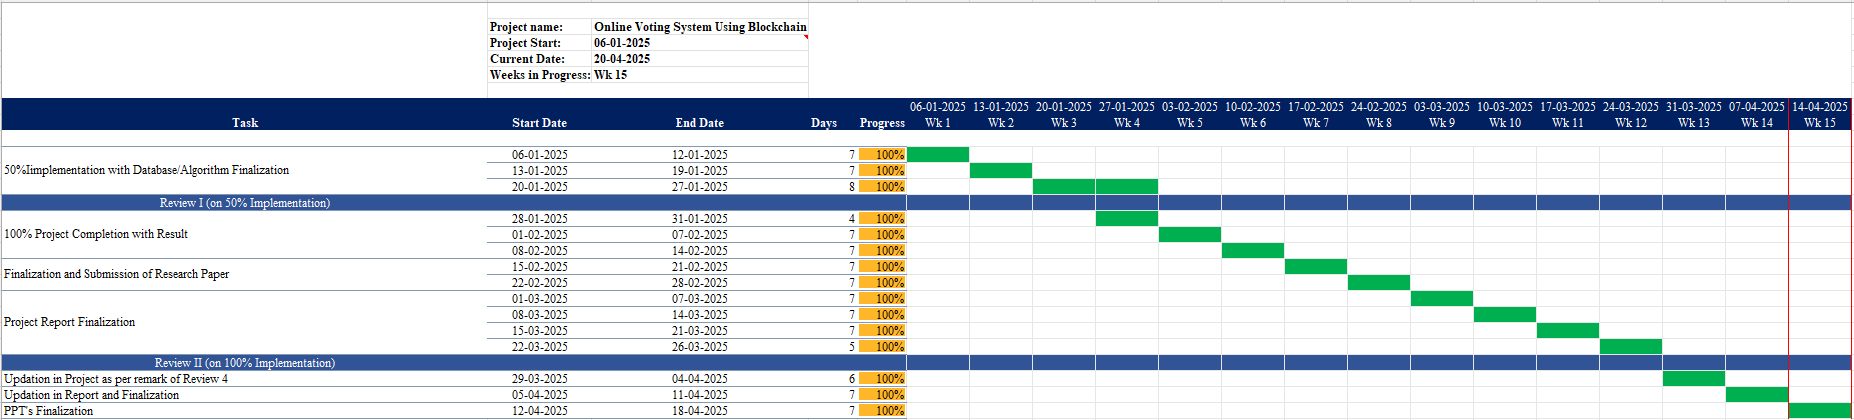 Project name: Online Voting System Using Blockchain
Project Start: 06-01-2025
Current Date: 20-04-2025
Weeks in Progress: Wk 15
06-01-2025 13-01-2025 20-01-2025 27-01-2025 03-02-2025 10-02-2025 17-02-2025 24-02-2025 03-03-2025 10-03-2025 17-03-2025 24-03-2025 31-03-2025 07-04-2025 14-04-2025
Task Start Date End Date Days Progress Wk 1 Wk 2 Wk 3 Wk 4 Wk 5 Wk 6 Wk 7 Wk 8 Wk 9 Wk 10 Wk 11 Wk 12 Wk 13 Wk 14 Wk 15
06-01-2025 12-01-2025 7 100%
50%Iimplementation with Database/Algorithm Finalization 13-01-2025 19-01-2025 7 100%
20-01-2025 27-01-2025 8 100%
Review I (on 50% Implementation)
28-01-2025 31-01-2025 4 100%
100% Project Completion with Result 01-02-2025 07-02-2025 7 100%
08-02-2025 14-02-2025 7 100%
15-02-2025 21-02-2025 7 100%
Finalization and Submission of Research Paper
22-02-2025 28-02-2025 7 100%
01-03-2025 07-03-2025 7 100%
08-03-2025 14-03-2025 7 100%
Project Report Finalization
15-03-2025 21-03-2025 7 100%
22-03-2025 26-03-2025 5 100%
Review II (on 100% Implementation)
Updation in Project as per remark of Review 4 29-03-2025 04-04-2025 6 100%
Updation in Report and Finalization 05-04-2025 11-04-2025 7 100%
PPT's Finalization 12-04-2025 18-04-2025 7 100%